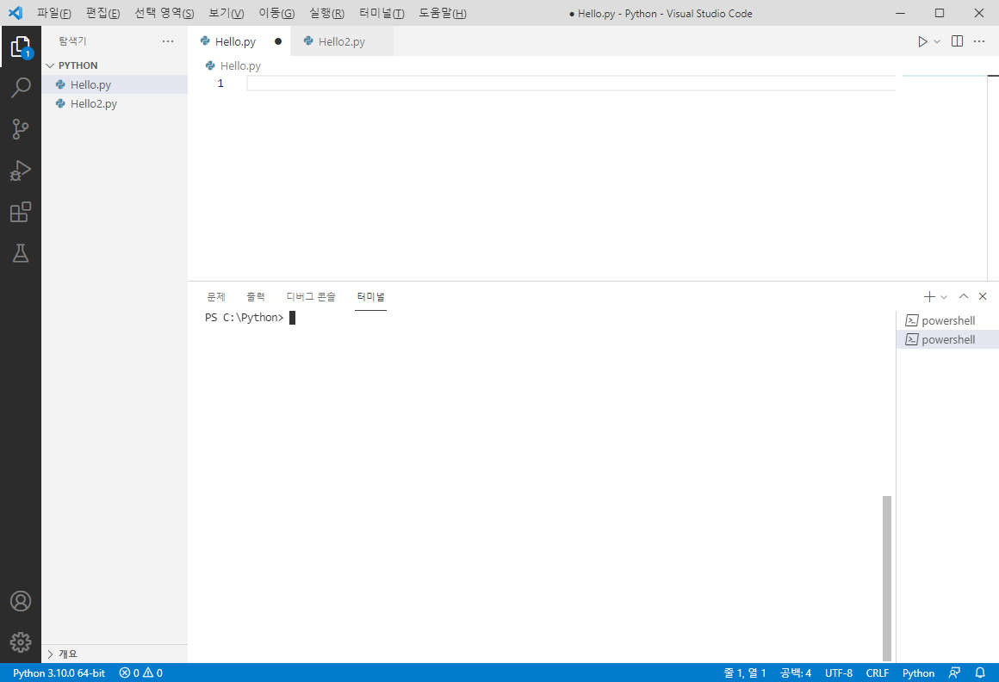 파일(F) 편집(E) 선택 영역(S) 보기(V) 이동(G) 실행(R) 터미널(T) 도움말(H) ● Hello.py - Python - Visual Studio Code
탐색기
Hello.py ● Hello2.py
PYTHON
Hello.py
Hello.py
Hello2.py
1
1
문제 출력 디버그 콘솔 터미널
PS C:\Python>
powershell
powershell
개요
Python 3.10.0 64-bit 0 0 줄 1, 열 1 공백: 4 UTF-8 CRLF Python